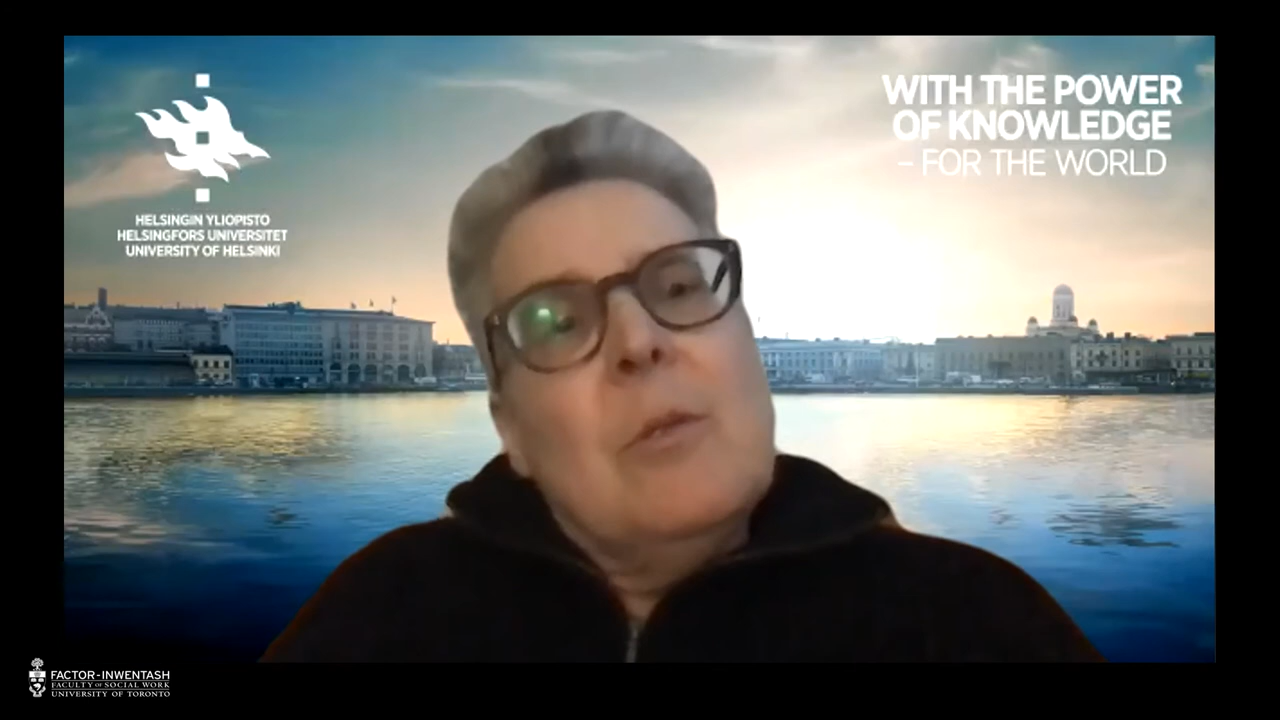 HELSINGIN YLIOPISTO
HELSINGFORS UNIVERSITET
UNIVERSITY OF HELSINKI
WITH THE POWER
OF KNOWLEDGE
– FOR THE WORLD
FACTOR-INWENTASH
FACULTY OF SOCIAL WORK
UNIVERSITY OF TORONTO